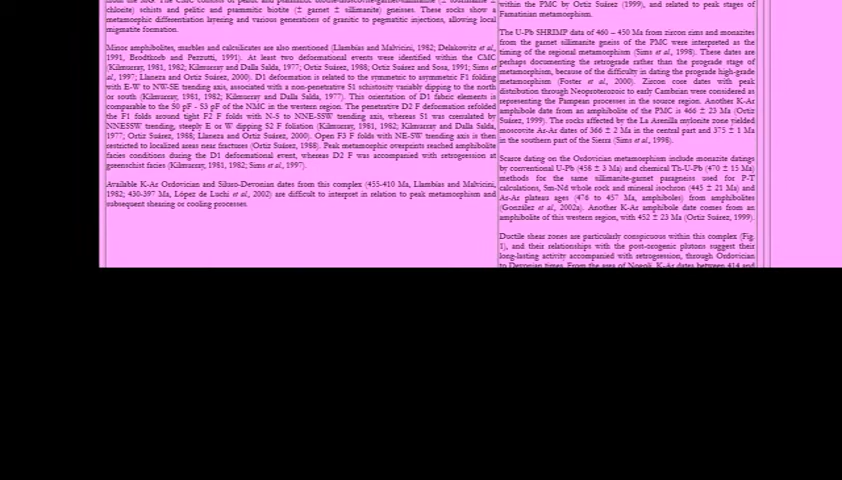 chlorite) schists and pelitic and psammitic biotite (± garnet ± sillimanite) gneisses. These rocks show a
metamorphic differentiation layering and various generations of granitic to pegmatitic injections, allowing local
migmatite formation.
Minor amphibolites, marbles and calcsilicates are also mentioned (Llambías and Malvicini, 1982; Delakowitz et al.,
1991, Brodtkorb and Pezzutti, 1991). At least two deformational events were identified within the CMC
(Kilmurray, 1981, 1982; Kilmurray and Dalla Salda, 1977; Ortiz Suárez, 1988; Ortiz Suárez and Sosa, 1991; Sims et
al., 1997; Llaneza and Ortiz Suárez, 2000). D1 deformation is related to the symmetric to asymmetric F1 folding
with E-W to NW-SE trending axis, associated with a non-penetrative S1 schistosity variably dipping to the north
or south (Kilmurray, 1981, 1982; Kilmurray and Dalla Salda, 1977). This orientation of D1 fabric elements is
comparable to the S0 pF - S3 pF of the NMC in the western region. The penetrative D2 F deformation refolded
the F1 folds around tight F2 F folds with N-S to NNE-SSW trending axis, whereas S1 was crenulated by
NNESSW trending, steeply E or W dipping S2 F foliation (Kilmurray, 1981, 1982; Kilmurray and Dalla Salda,
1977; Ortiz Suárez, 1988; Llaneza and Ortiz Suárez, 2000). Open F3 F folds with NE-SW trending axis is then
restricted to localized areas near fractures (Ortiz Suárez, 1988). Peak metamorphic overprints reached amphibolite
facies conditions during the D1 deformational event, whereas D2 F was accompanied with retrogression at
greenschist facies (Kilmurray, 1981, 1982; Sims et al., 1997).
Available K-Ar Ordovician and Siluro-Devonian dates from this complex (455-410 Ma, Llambías and Malvicini,
1982; 430-397 Ma, López de Luchi et al., 2002) are difficult to interpret in relation to peak metamorphism and
subsequent shearing or cooling processes.
within the PMC by Ortiz Suárez (1999), and related to peak stages of
Famatinian metamorphism.
The U-Pb SHRIMP data of 460 – 450 Ma from zircon rims and monazites
from the garnet sillimanite gneiss of the PMC were interpreted as the
timing of the regional metamorphism (Sims et al., 1998). These dates are
perhaps documenting the retrograde rather than the prograde stage of
metamorphism, because of the difficulty in dating the prograde high-grade
metamorphism (Foster et al., 2000). Zircon core dates with peak
distribution through Neoproterozoic to early Cambrian were considered as
representing the Pampean processes in the source region. Another K-Ar
amphibole date from an amphibolite of the PMC is 466 ± 23 Ma (Ortiz
Suárez, 1999). The rocks affected by the La Arenilla mylonite zone yielded
moscovite Ar-Ar dates of 366 ± 2 Ma in the central part and 375 ± 1 Ma
in the southern part of the Sierra (Sims et al., 1998).
Scarce dating on the Ordovician metamorphism include monazite datings
by conventional U-Pb (458 ± 3 Ma) and chemical Th-U-Pb (470 ± 15 Ma)
methods for the same sillimanite-garnet paragneiss used for P-T
calculations, Sm-Nd whole rock and mineral isochron (445 ± 21 Ma) and
Ar-Ar plateau ages (476 to 457 Ma, amphiboles) from amphibolites
(González et al., 2002a). Another K-Ar amphibole date comes from an
amphibolite of this western region, with 452 ± 23 Ma (Ortiz Suárez, 1999).
Ductile shear zones are particularly conspicuous within this complex (Fig.
1), and their relationships with the post-orogenic plutons suggest their
long-lasting activity accompanied with retrogression, through Ordovician
to Devonian times. From the area of Nogolí, K-Ar dates between 414 and